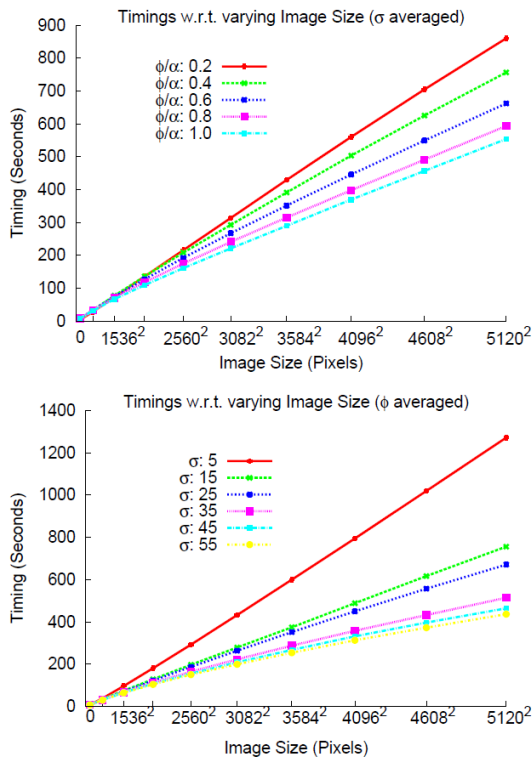 Timings w.r.t. varying Image Size (σ averaged)
900
800
700
600
500
400
300
200
100
0
Timing (Seconds)
ϕ/α: 0.2
ϕ/α: 0.4
ϕ/α: 0.6
ϕ/α: 0.8
ϕ/α: 1.0
0 1536² 2560² 3082² 3584² 4096² 4608² 5120²
Image Size (Pixels)
Timings w.r.t. varying Image Size (ϕ averaged)
1400
1200
1000
800
600
400
200
0
Timing (Seconds)
σ: 5
σ: 15
σ: 25
σ: 35
σ: 45
σ: 55
0 1536² 2560² 3082² 3584² 4096² 4608² 5120²
Image Size (Pixels)